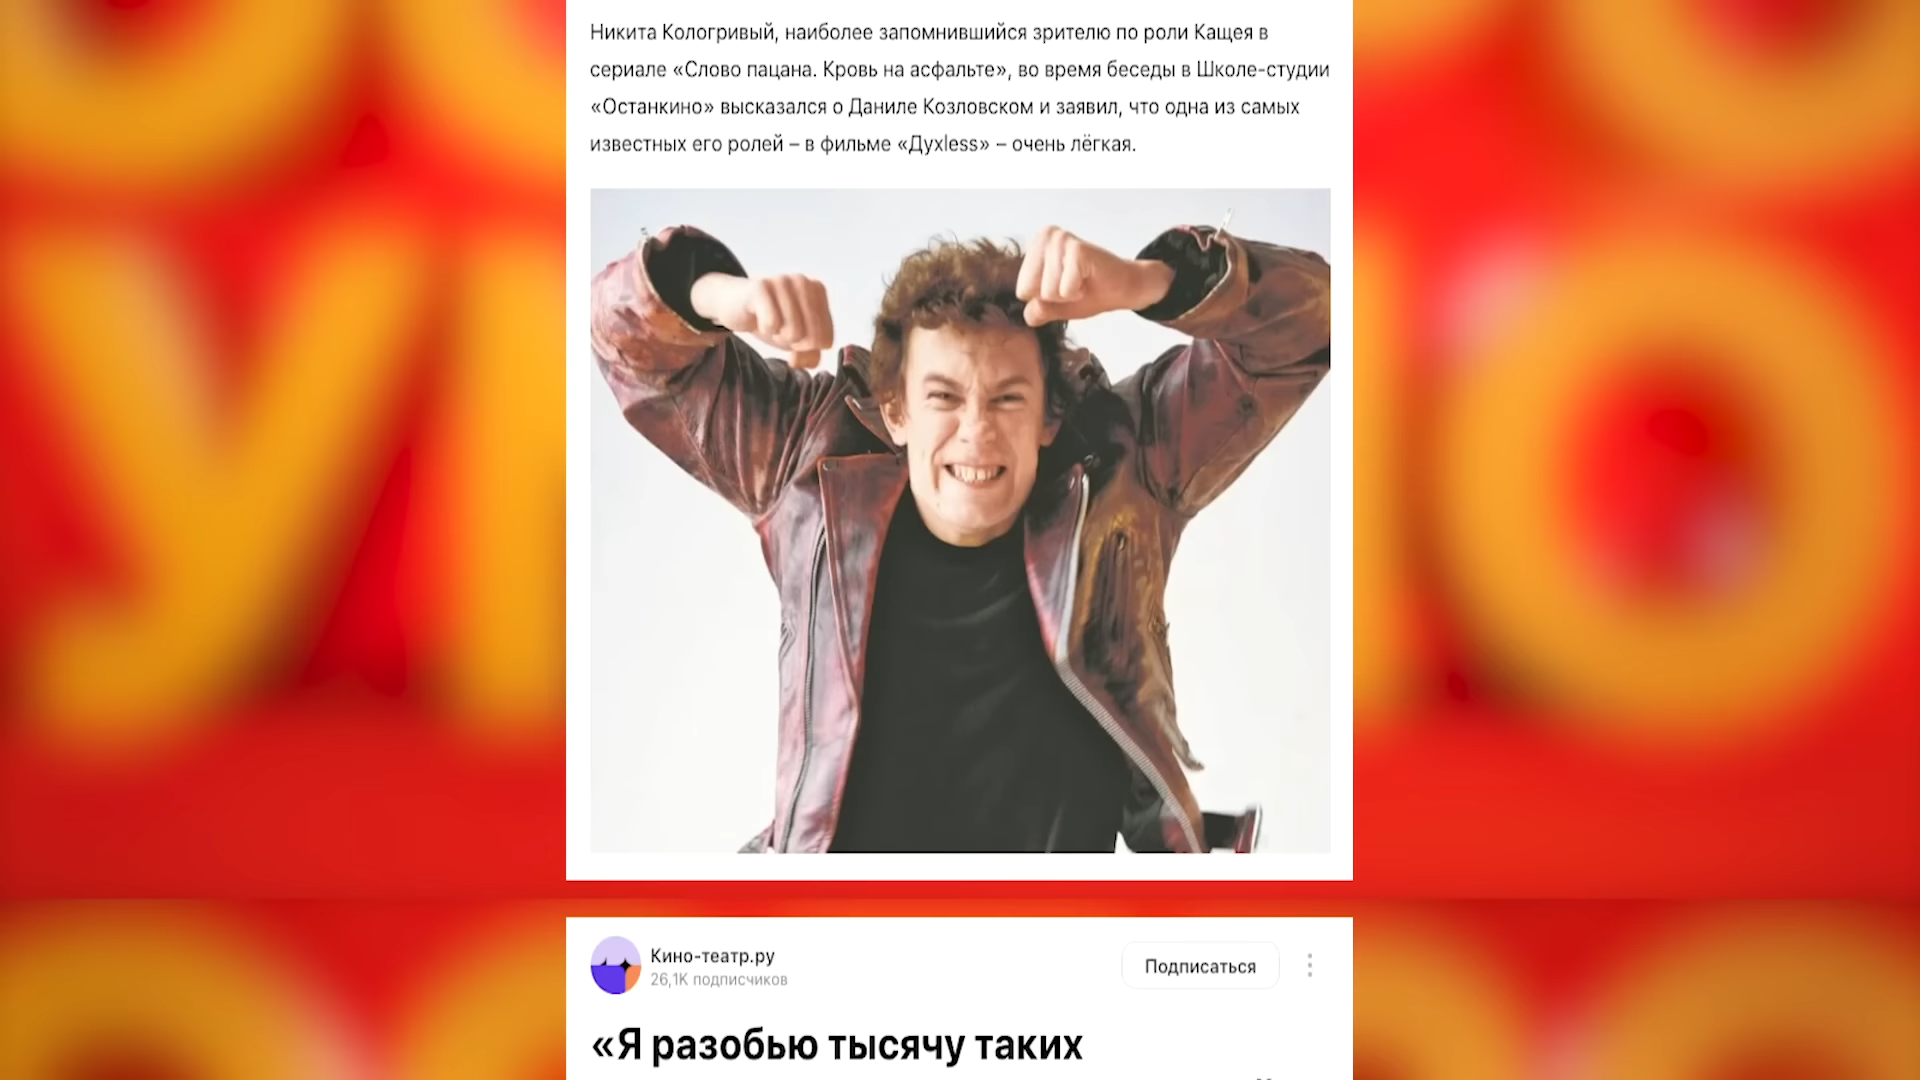 Никита Кологривый, наиболее запомнившийся зрителю по роли Кащея в
сериале «Слово пацана. Кровь на асфальте», во время беседы в Школе-студии
«Останкино» высказался о Даниле Козловском и заявил, что одна из самых
известных его ролей – в фильме «Духless» – очень лёгкая.
Кино-театр.ру
26,1K подписчиков
Подписаться
«Я разобью тысячу таких